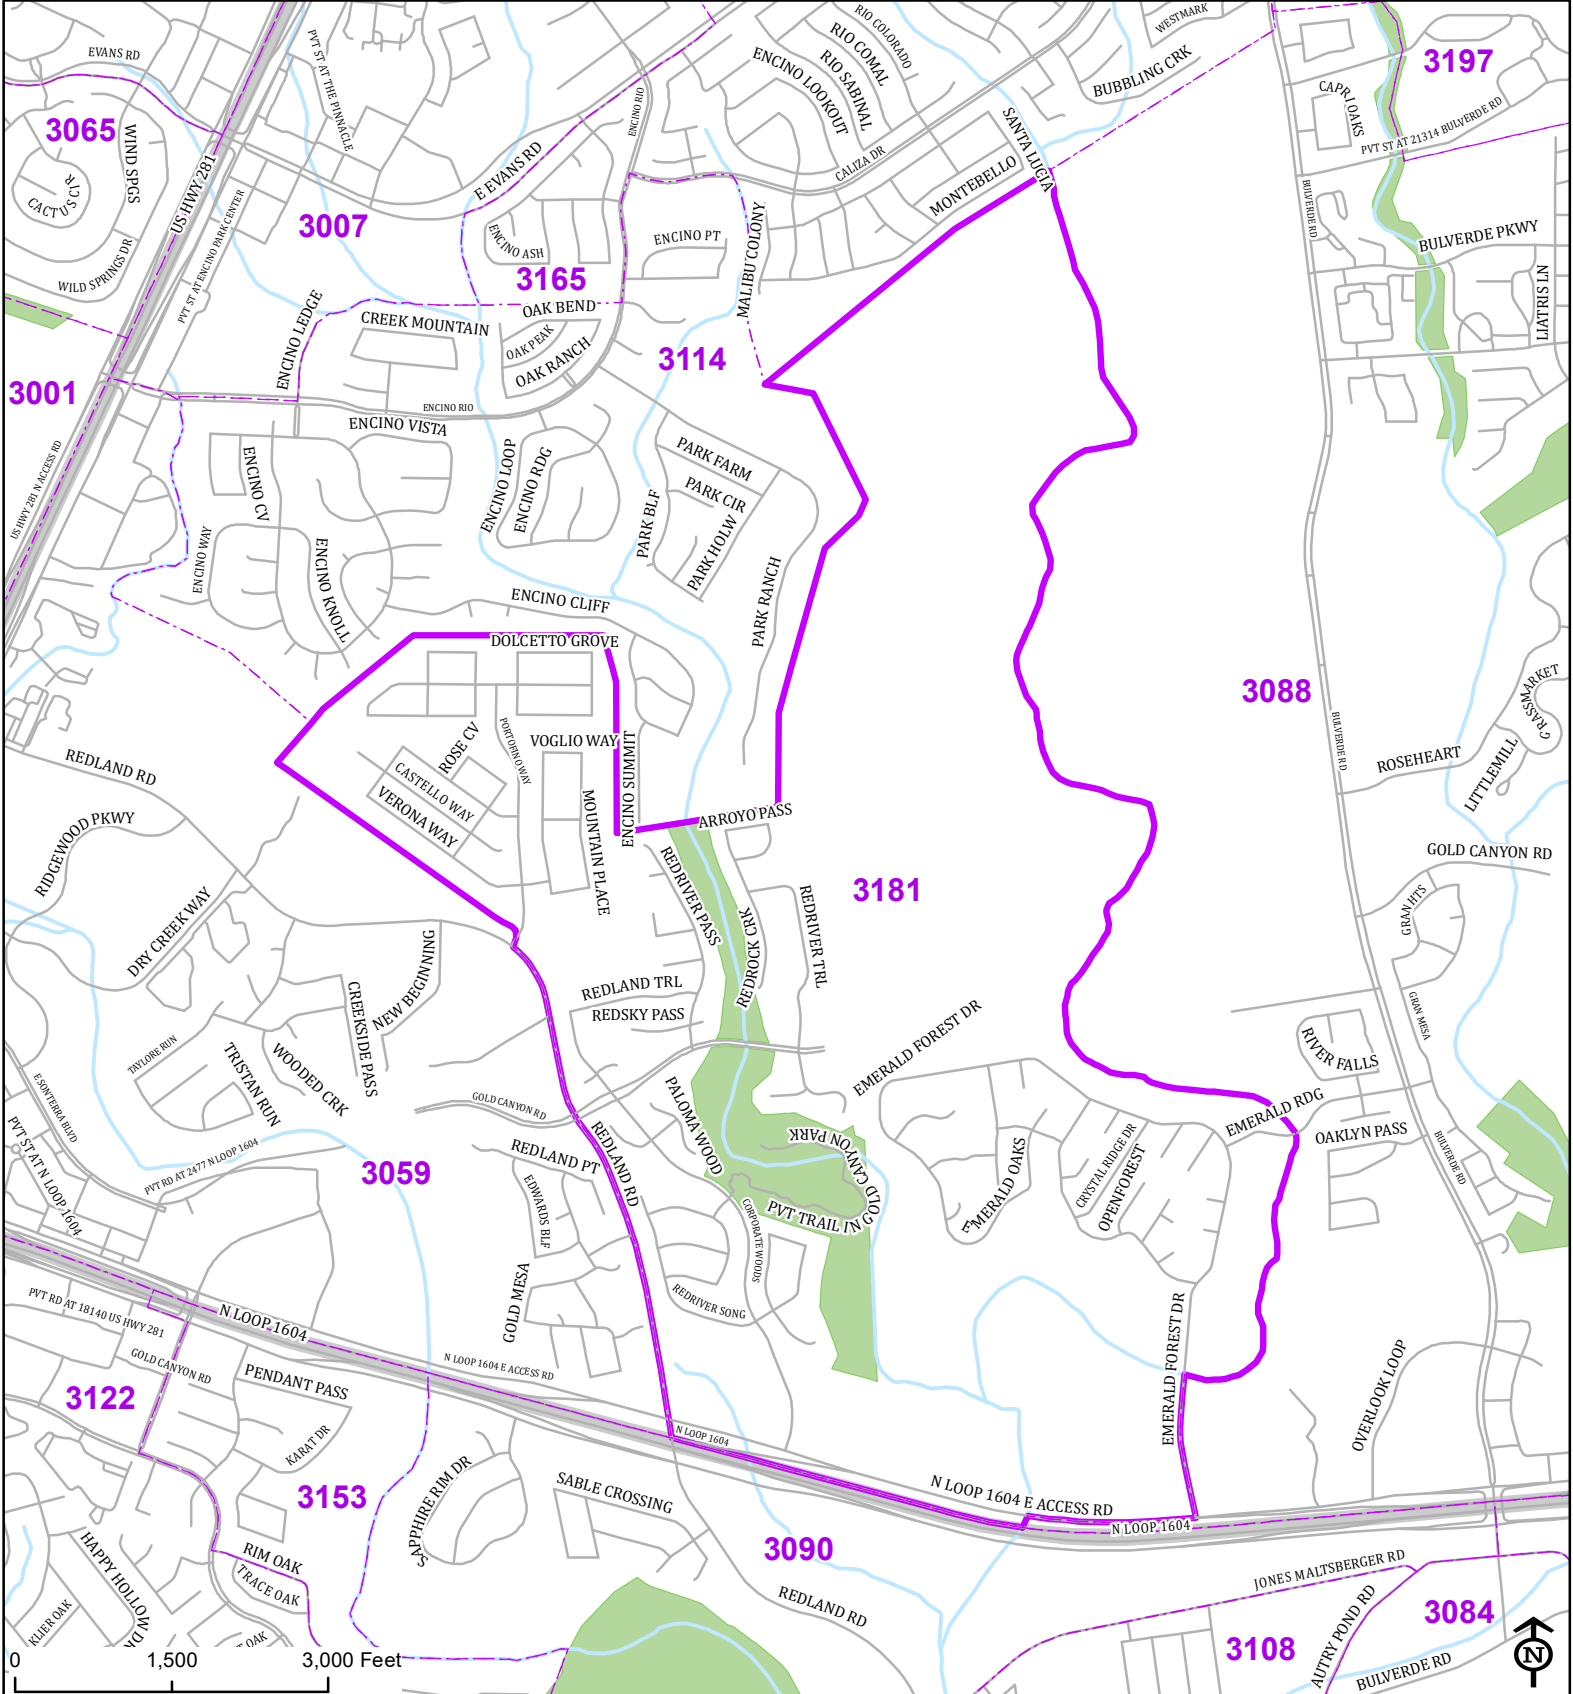 RIO COLORADO
RIO COMAL
RIO SABINAL
ENCINO LOOKOUT
WESTMARK
BUBBLING CRK
EVANS RD
PVT ST AT THE PINNACLE
3197
CAPRI OAKS
PVT ST AT 21314 BULVERDE RD
3065
WIND SPGS
CACTUS CIR
ENCINO RIO
SANTA LUCIA
CALIZA DR
MONTEBELLO
E EVANS RD
US HWY 281
PVT ST AT ENCINO PARK CENTER
3007
BULVERDE RD
BULVERDE PKWY
ENCINO ASH
ENCINO PT
MALIBU COLONY
WILD SPRINGS DR
3165
OAK BEND
LIATRIS LN
ENCINO LEDGE
CREEK MOUNTAIN
OAK PEAK
OAK RANCH
3114
3001
ENCINO RIO
ENCINO VISTA
US HWY 281 N ACCESS RD
ENCINO CV
ENCINO LOOP
ENCINO RDG
PARK FARM
PARK CIR
PARK BLF
PARK HOLW
ENCINO WAY
ENCINO KNOLL
PARK RANCH
ENCINO CLIFF
DOLCETTO GROVE
3088
GRASSMARKET
REDLAND RD
ROSE CV
PORTOFINO WAY
VOGLIO WAY
ENCINO SUMMIT
BULVERDE RD
ROSEHEART
LITTLEMILL
CASTELLO WAY
VERONA WAY
MOUNTAIN PLACE
ARROYO PASS
RIDGEWOOD PKWY
GOLD CANYON RD
3181
REDRIVER PASS
REDROCK CRK
REDRIVER TRL
GRAN HTS
DRY CREEK WAY
NEW BEGINNING
CREEKSIDE PASS
REDLAND TRL
REDSKY PASS
GRAN MESA
EMERALD FOREST DR
RIVER FALLS
TAYLORE RUN
TRISTAN RUN
WOODED CRK
E SONTERRA BLVD
GOLD CANYON RD
PALOMA WOOD
EMERALD RDG
OAKLYN PASS
BULVERDE RD
PVT ST AT N LOOP 1604
PVT RD AT 2477 N LOOP 1604
3059
REDLAND PT
REDLAND RD
GOLD CANYON PARK
EMERALD OAKS
CRYSTAL RIDGE DR
OPENFOREST
EDWARDS BLF
PVT TRAIL IN
CORPORATE WOODS
GOLD MESA
REDRIVER SONG
PVT RD AT 18140 US HWY 281
N LOOP 1604
EMERALD FOREST DR
OVERLOOK LOOP
GOLD CANYON RD
N LOOP 1604 E ACCESS RD
3122
PENDANT PASS
KARAT DR
N LOOP 1604
3153
SAPPHIRE RIM DR
SABLE CROSSING
N LOOP 1604 E ACCESS RD
N LOOP 1604
3090
HAPPY HOLLOW DR
RIM OAK
TRACE OAK
JONES MALTSBERGER RD
REDLAND RD
KLIER OAK
T OAK
AUTRY POND RD
3084
3108
BULVERDE RD
0 1,500 3,000 Feet
N